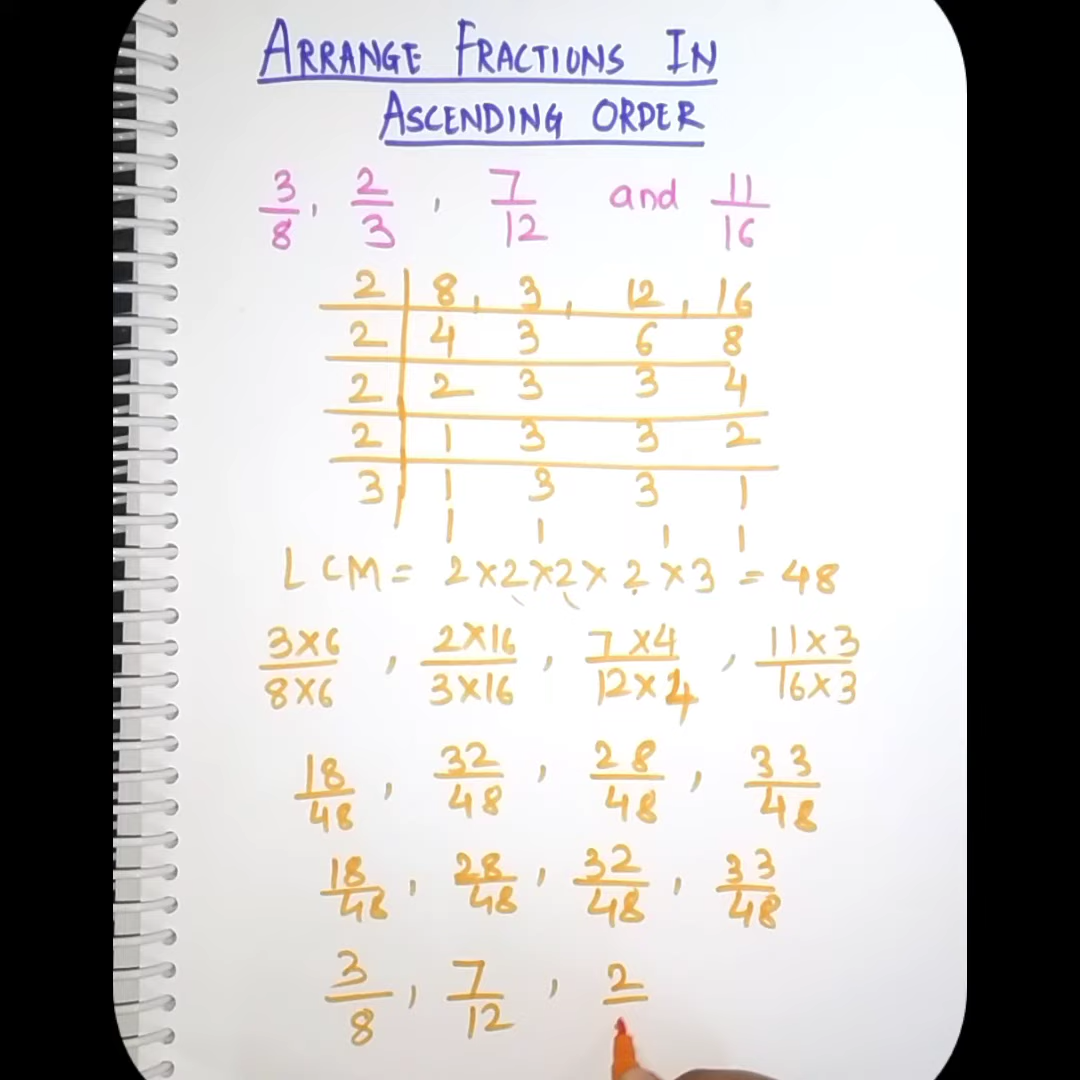 ARRANGE FRACTIONS IN
ASCENDING ORDER
3/8, 2/3, 7/12 and 11/16
2 | 8, 3, 12, 16
2 | 4 3 6 8
2 | 2 3 3 4
2 | 1 3 3 2
3 | 1 3 3 1
1 1 1 1
LCM = 2×2×2×2×3 = 48
3×6/8×6, 2×16/3×16, 7×4/12×4, 11×3/16×3
18/48, 32/48, 28/48, 33/48
18/48, 28/48, 32/48, 33/48
3/8, 7/12, 2/